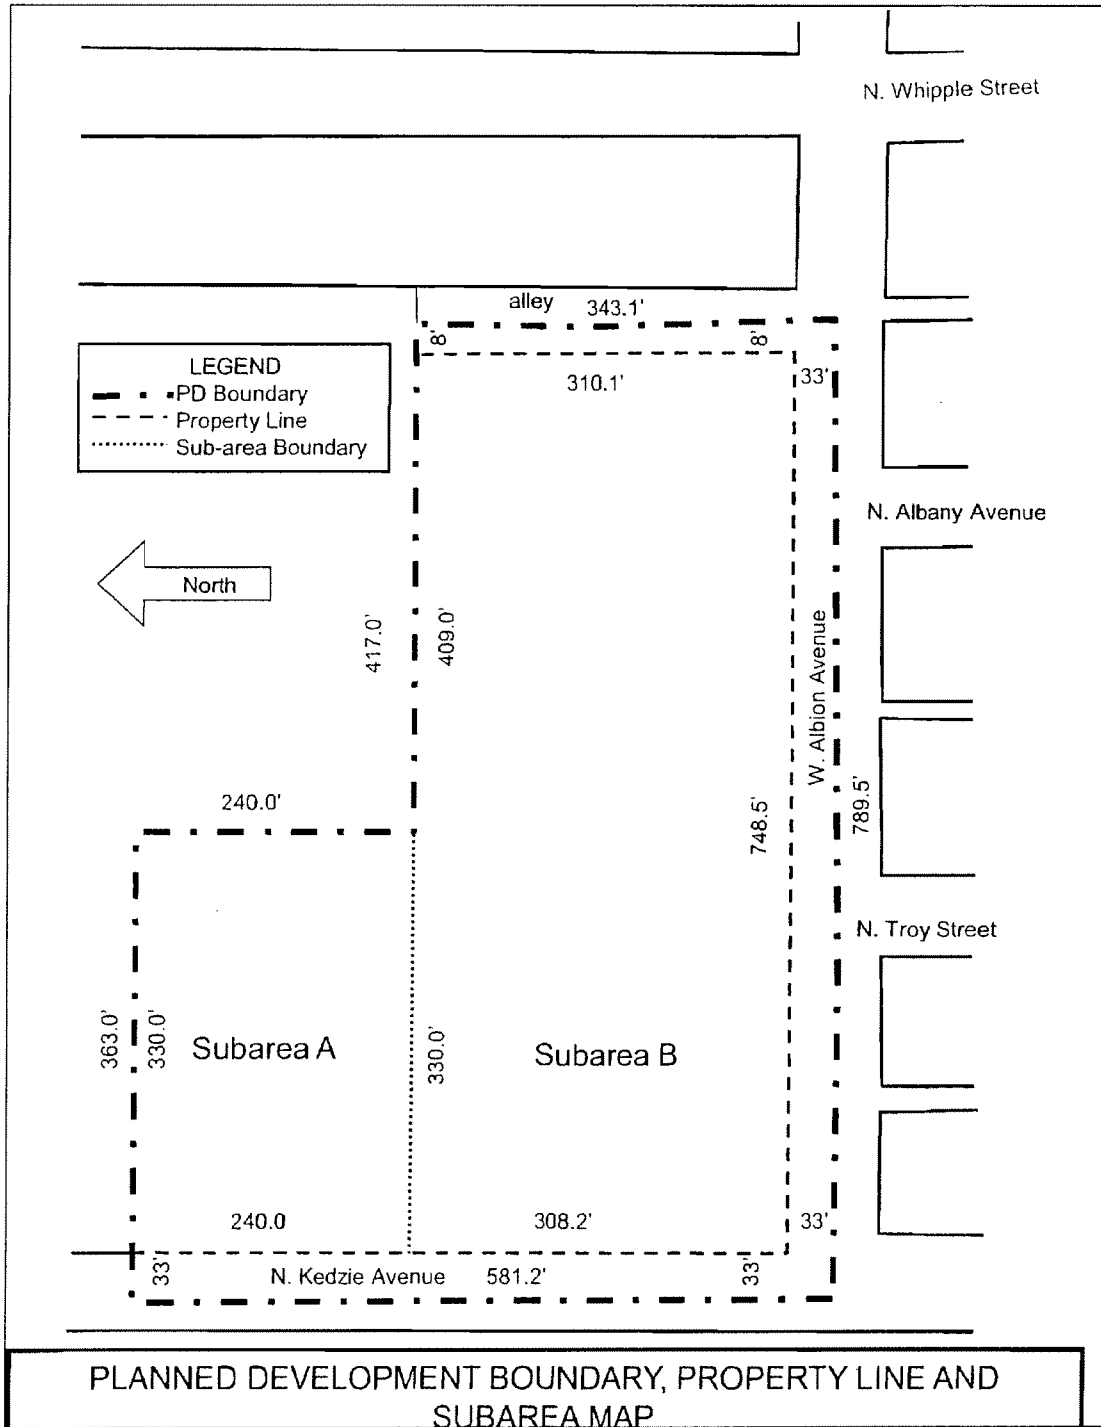 N. Whipple Street
alley 343.1'
8'
8'
LEGEND
PD Boundary
Property Line
Sub-area Boundary
310.1'
33'
N. Albany Avenue
North
417.0'
409.0'
W. Albion Avenue
240.0'
748.5'
789.5'
N. Troy Street
363.0'
330.0'
Subarea A
330.0'
Subarea B
240.0
308.2'
33'
33'
N. Kedzie Avenue 581.2'
33'
PLANNED DEVELOPMENT BOUNDARY, PROPERTY LINE AND
SUBAREA MAP